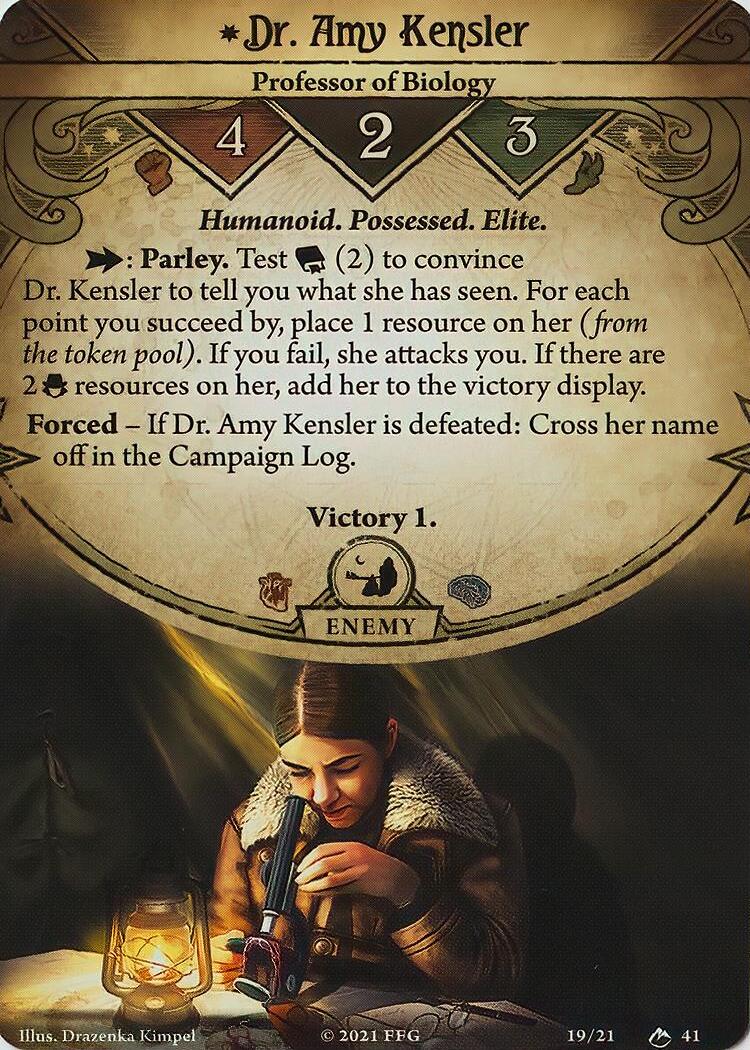 Dr. Amy Kensler
Professor of Biology
4 2 3
Humanoid. Possessed. Elite.
: Parley. Test (2) to convince
Dr. Kensler to tell you what she has seen. For each
point you succeed by, place 1 resource on her (from
the token pool). If you fail, she attacks you. If there are
2 resources on her, add her to the victory display.
Forced – If Dr. Amy Kensler is defeated: Cross her name
off in the Campaign Log.
Victory 1.
ENEMY
Illus. Drazenka Kimpel © 2021 FFG 19/21 41